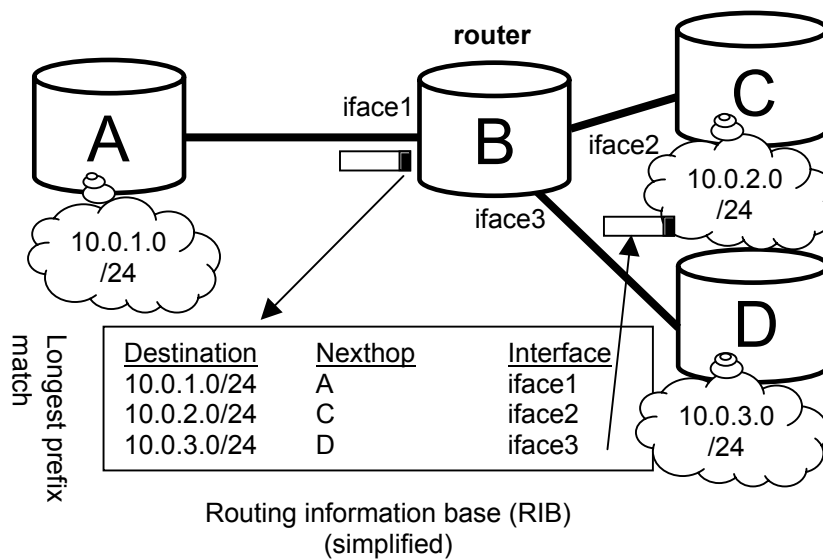 router
A
iface1
B
iface2
C
10.0.2.0
/24
iface3
10.0.1.0
/24
D
10.0.3.0
/24
Longest prefix
match
Destination Nexthop Interface
10.0.1.0/24 A iface1
10.0.2.0/24 C iface2
10.0.3.0/24 D iface3
Routing information base (RIB)
(simplified)